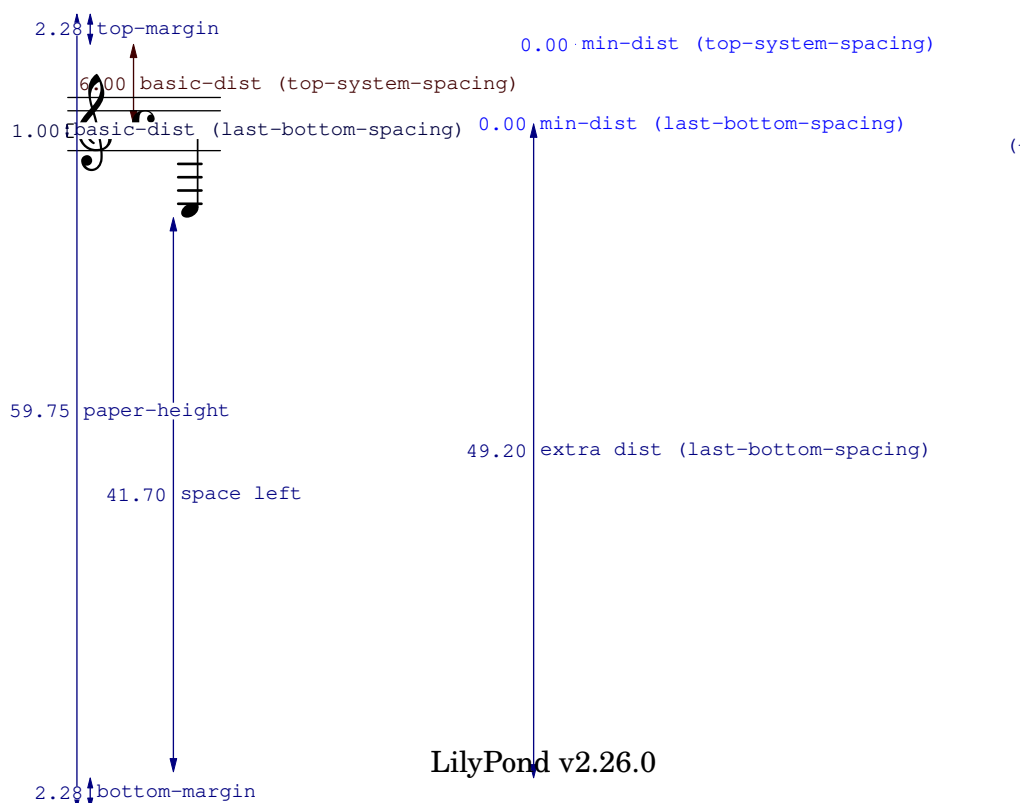 2.28 top-margin
0.00 min-dist (top-system-spacing)
6.00 basic-dist (top-system-spacing)
1.00 basic-dist (last-bottom-spacing)
0.00 min-dist (last-bottom-spacing)
59.75 paper-height
49.20 extra dist (last-bottom-spacing)
41.70 space left
LilyPond v2.26.0
2.28 bottom-margin